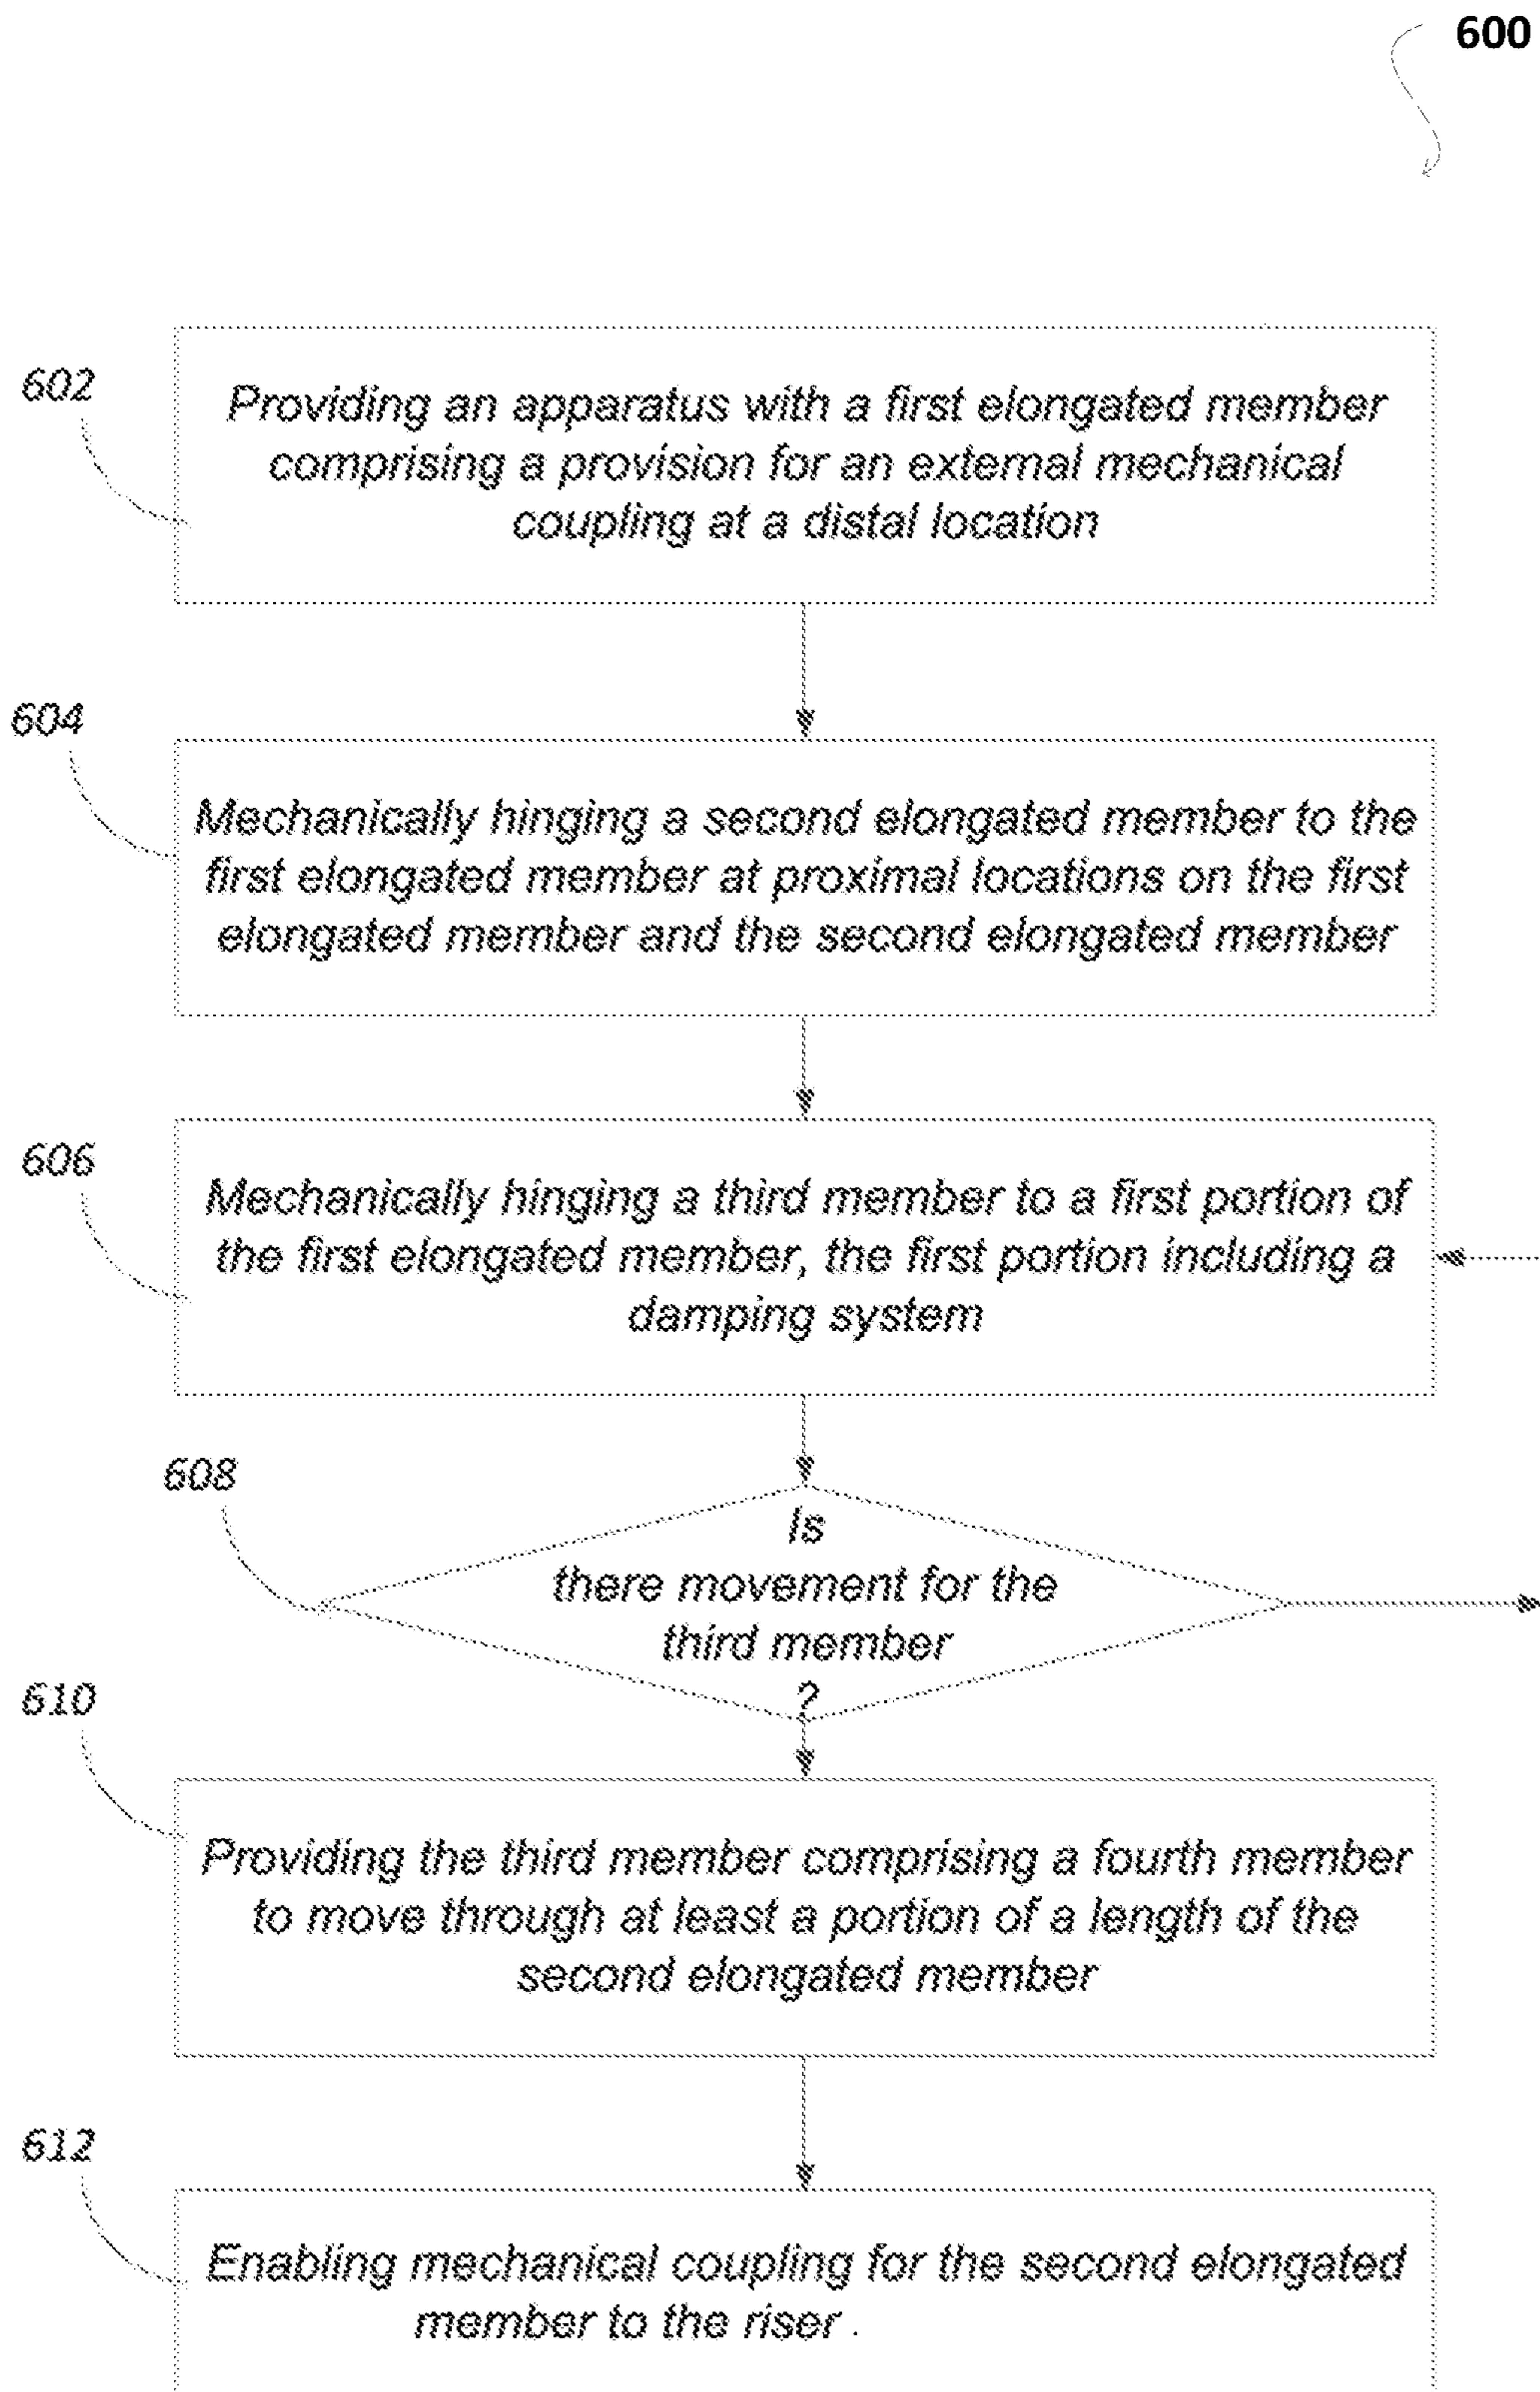 600
602
Providing an apparatus with a first elongated member
comprising a provision for an external mechanical
coupling at a distal location
604
Mechanically hinging a second elongated member to the
first elongated member at proximal locations on the first
elongated member and the second elongated member
606
Mechanically hinging a third member to a first portion of
the first elongated member, the first portion including a
damping system
608
Is
there movement for the
third member
?
610
Providing the third member comprising a fourth member
to move through at least a portion of a length of the
second elongated member
612
Enabling mechanical coupling for the second elongated
member to the riser .